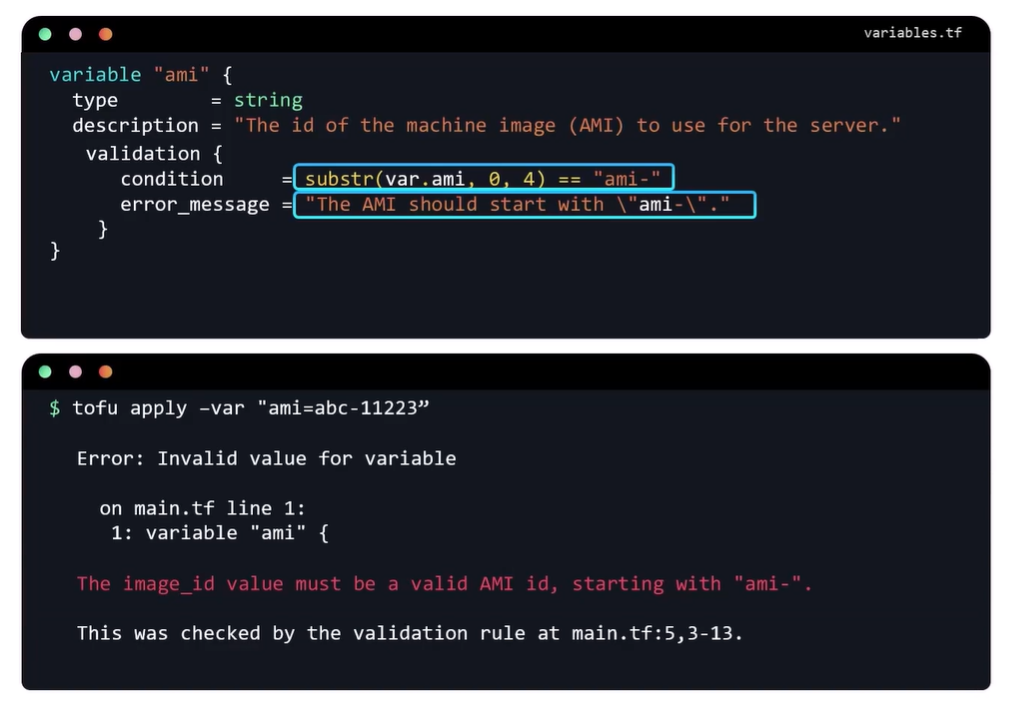 variables.tf
variable "ami" {
type = string
description = "The id of the machine image (AMI) to use for the server."
validation {
condition = substr(var.ami, 0, 4) == "ami-"
error_message = "The AMI should start with \"ami-\"."
}
}
$ tofu apply –var "ami=abc-11223”
Error: Invalid value for variable
on main.tf line 1:
1: variable "ami" {
The image_id value must be a valid AMI id, starting with "ami-".
This was checked by the validation rule at main.tf:5,3-13.